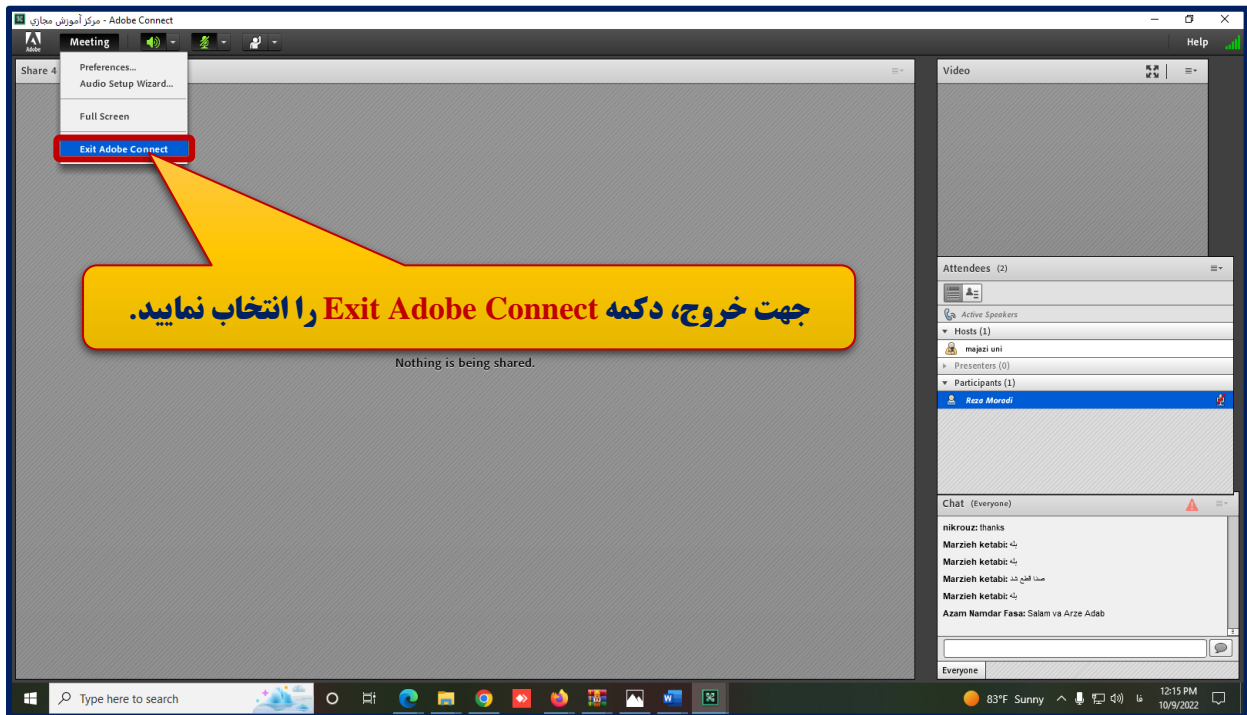 مرکز آموزش مجازي - Adobe Connect
Adobe
Meeting
Help
Share 4
Preferences...
Audio Setup Wizard...
Full Screen
Exit Adobe Connect
جهت خروج، دکمه Exit Adobe Connect را انتخاب نمایید.
Nothing is being shared.
Video
Attendees (2)
Active Speakers
Hosts (1)
majazi uni
Presenters (0)
Participants (1)
Reza Moradi
Chat (Everyone)
nikrouz: thanks
Marzieh ketabi: بله
Marzieh ketabi: بله
Marzieh ketabi: صدا قطع شد
Marzieh ketabi: بله
Azam Namdar Fasa: Salam va Arze Adab
Everyone
Type here to search
83°F Sunny
فا
12:15 PM
10/9/2022